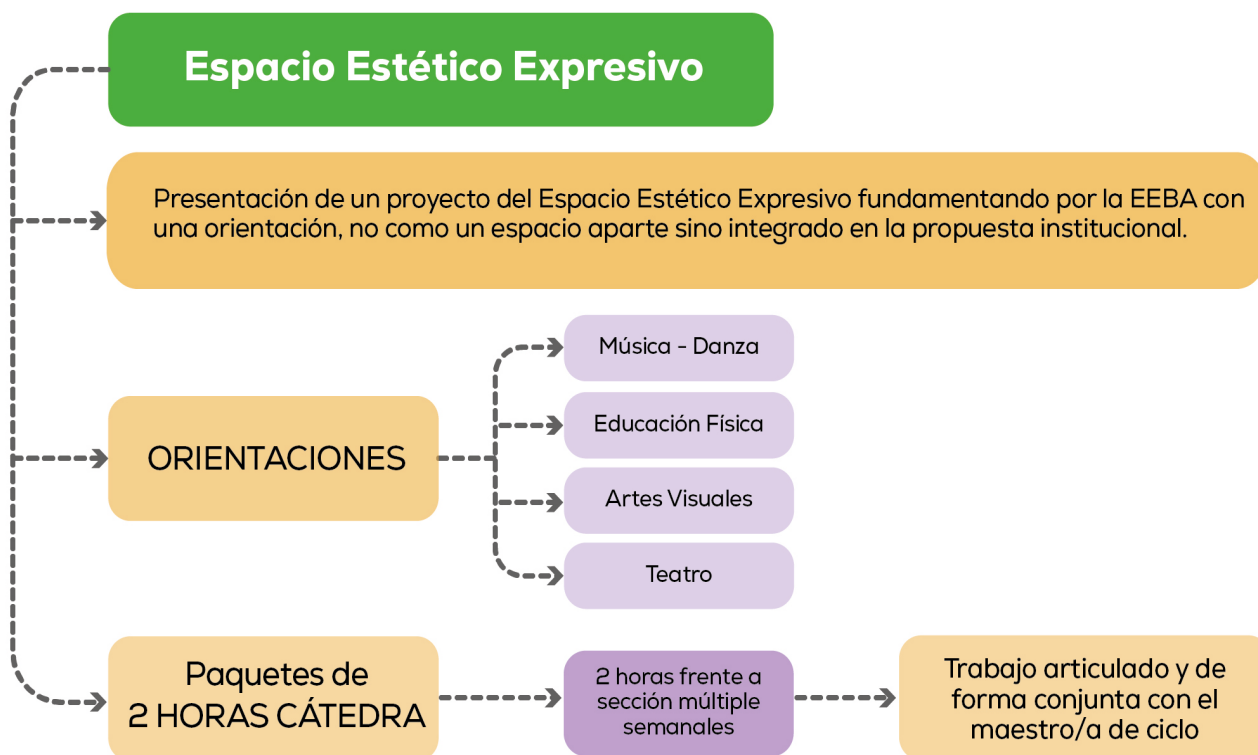 Espacio Estético Expresivo
Presentación de un proyecto del Espacio Estético Expresivo fundamentando por la EEBA con
una orientación, no como un espacio aparte sino integrado en la propuesta institucional.
ORIENTACIONES
Música - Danza
Educación Física
Artes Visuales
Teatro
Paquetes de
2 HORAS CÁTEDRA
2 horas frente a
sección múltiple
semanales
Trabajo articulado y de
forma conjunta con el
maestro/a de ciclo